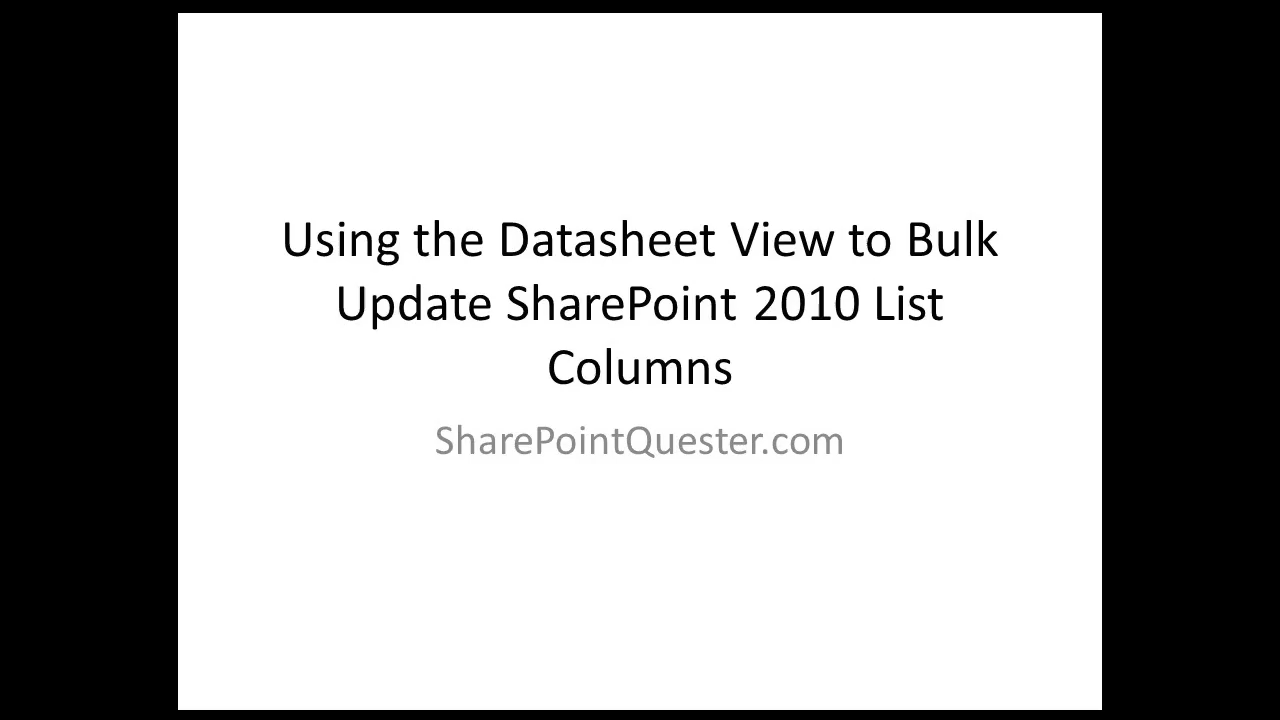 Using the Datasheet View to Bulk
Update SharePoint 2010 List
Columns
SharePointQuester.com